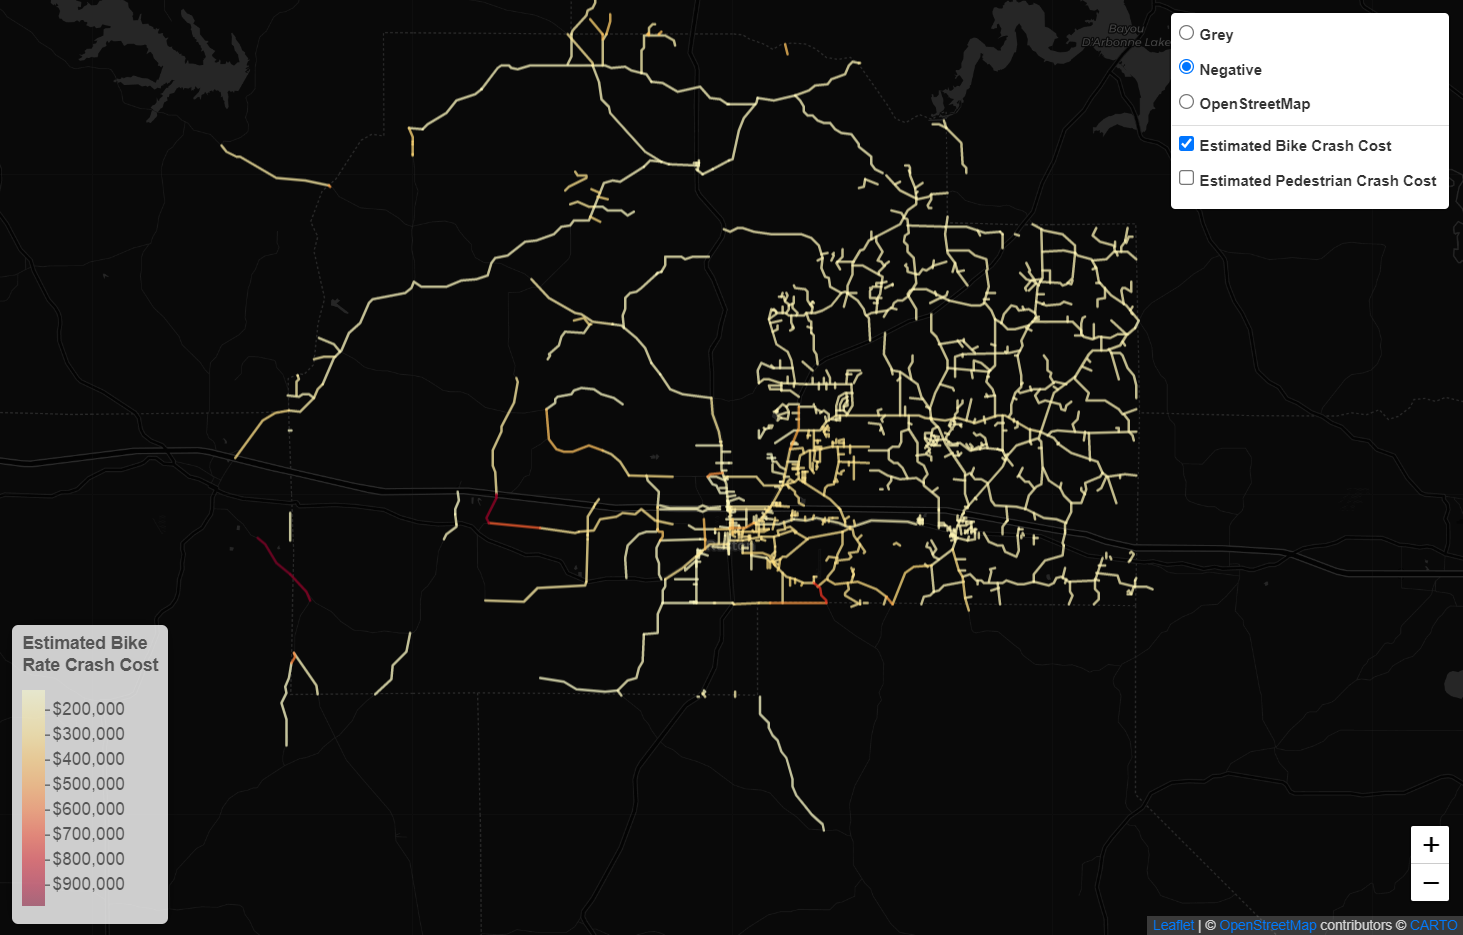 Bayou
D'Arbonne Lake
Grey
Negative
OpenStreetMap
Estimated Bike Crash Cost
Estimated Pedestrian Crash Cost
Estimated Bike
Rate Crash Cost
$200,000
$300,000
$400,000
$500,000
$600,000
$700,000
$800,000
$900,000
+
−
Leaflet | © OpenStreetMap contributors © CARTO